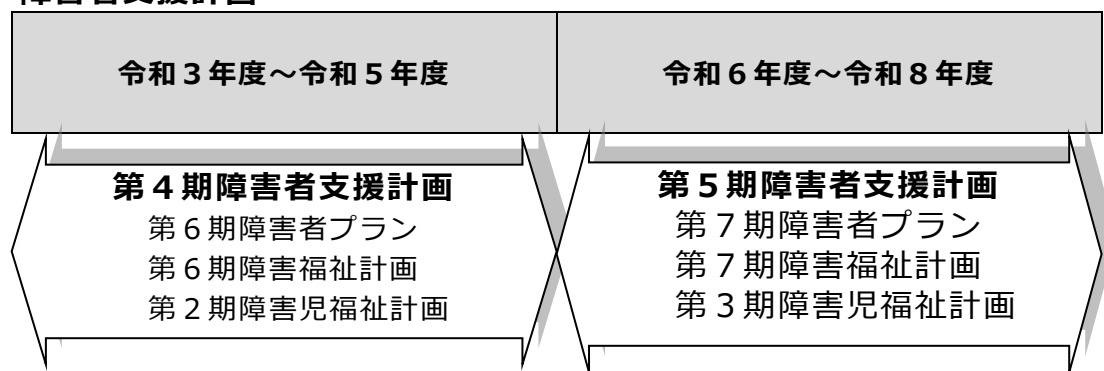 障害者支援計画
令和３年度～令和５年度
令和６年度～令和８年度
第４期障害者支援計画
第６期障害者プラン
第６期障害福祉計画
第２期障害児福祉計画
第５期障害者支援計画
第７期障害者プラン
第７期障害福祉計画
第３期障害児福祉計画